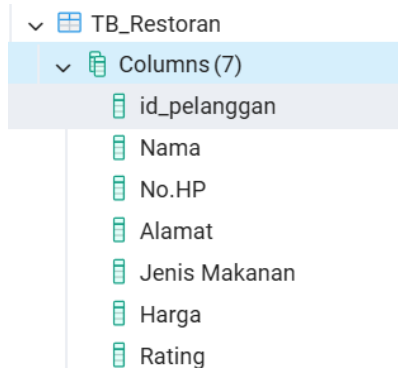 TB_Restoran
Columns (7)
id_pelanggan
Nama
No.HP
Alamat
Jenis Makanan
Harga
Rating